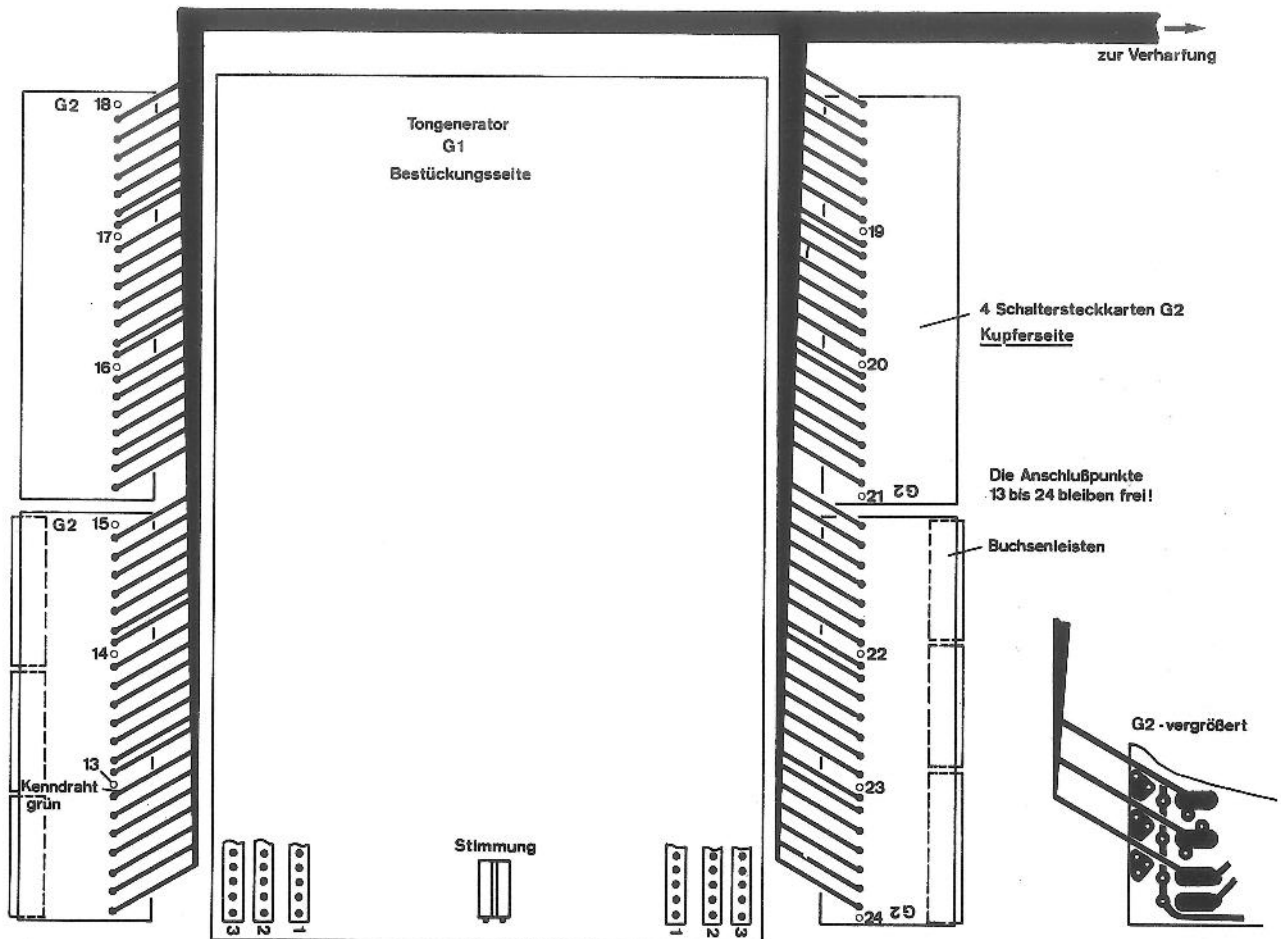 zur Verharfung
G2 18
Tongenerator
G1
Bestückungsseite
17
19
16
4 Schaltersteckkarten G2
Kupferseite
20
Die Anschlußpunkte
13 bis 24 bleiben frei!
21 G2
G2 15
Buchsenleisten
14
22
G2 - vergrößert
13
Kenndraht
grün
23
Stimmung
24 G2
3 2 1
1 2 3